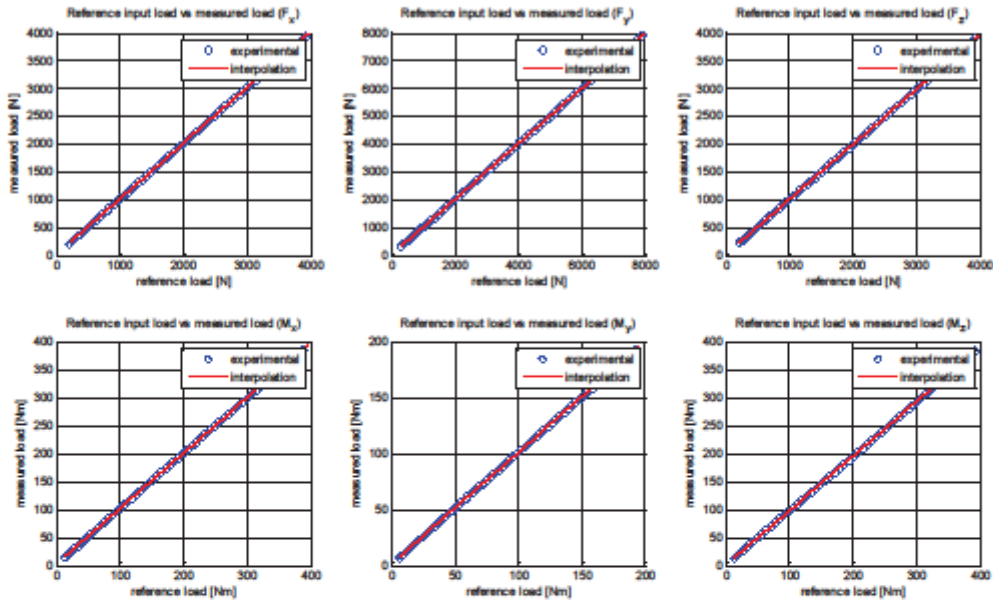 Reference input load vs measured load (Fx)
measured load [N]
4000
3500
3000
2500
2000
1500
1000
500
0
experimental
interpolation
0 1000 2000 3000 4000
reference load [N]
Reference input load vs measured load (Fy)
measured load [N]
8000
7000
6000
5000
4000
3000
2000
1000
0
experimental
interpolation
0 2000 4000 6000 8000
reference load [N]
Reference input load vs measured load (Fz)
measured load [N]
4000
3500
3000
2500
2000
1500
1000
500
0
experimental
interpolation
0 1000 2000 3000 4000
reference load [N]
Reference input load vs measured load (Mx)
measured load [Nm]
400
350
300
250
200
150
100
50
0
experimental
interpolation
0 100 200 300 400
reference load [Nm]
Reference input load vs measured load (My)
measured load [Nm]
200
150
100
50
0
experimental
interpolation
0 50 100 150 200
reference load [Nm]
Reference input load vs measured load (Mz)
measured load [Nm]
400
350
300
250
200
150
100
50
0
experimental
interpolation
0 100 200 300 400
reference load [Nm]